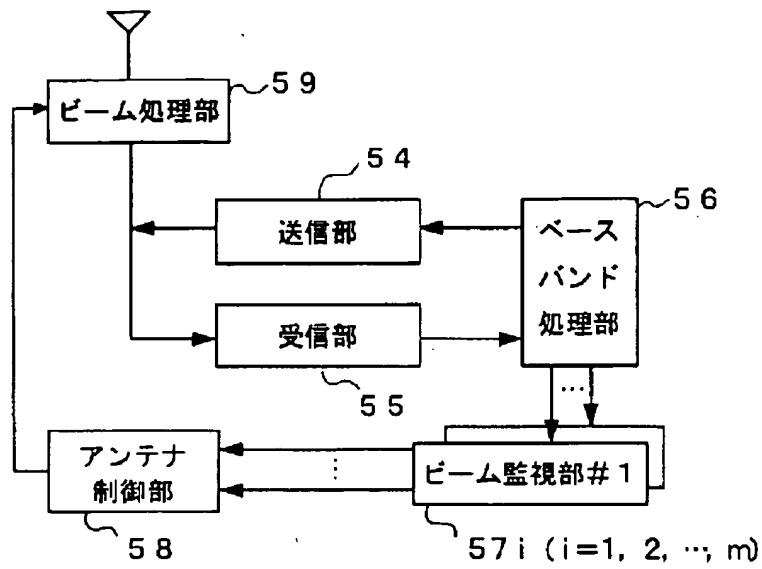 59
ビーム処理部
54
送信部
56
ベース
バンド
処理部
受信部
55
…
アンテナ
制御部
58
⋮
ビーム監視部#1
57i (i=1, 2, …, m)